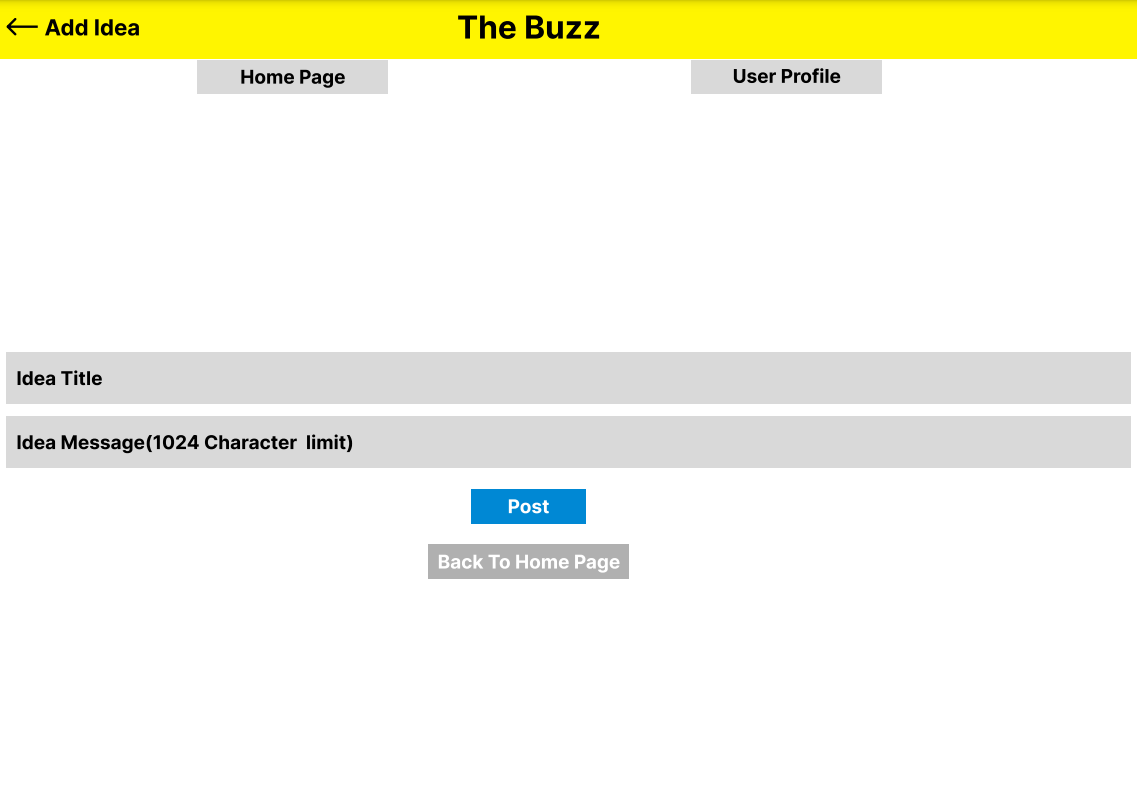 Add Idea
The Buzz
Home Page
User Profile
Idea Title
Idea Message(1024 Character  limit)
Post
Back To Home Page